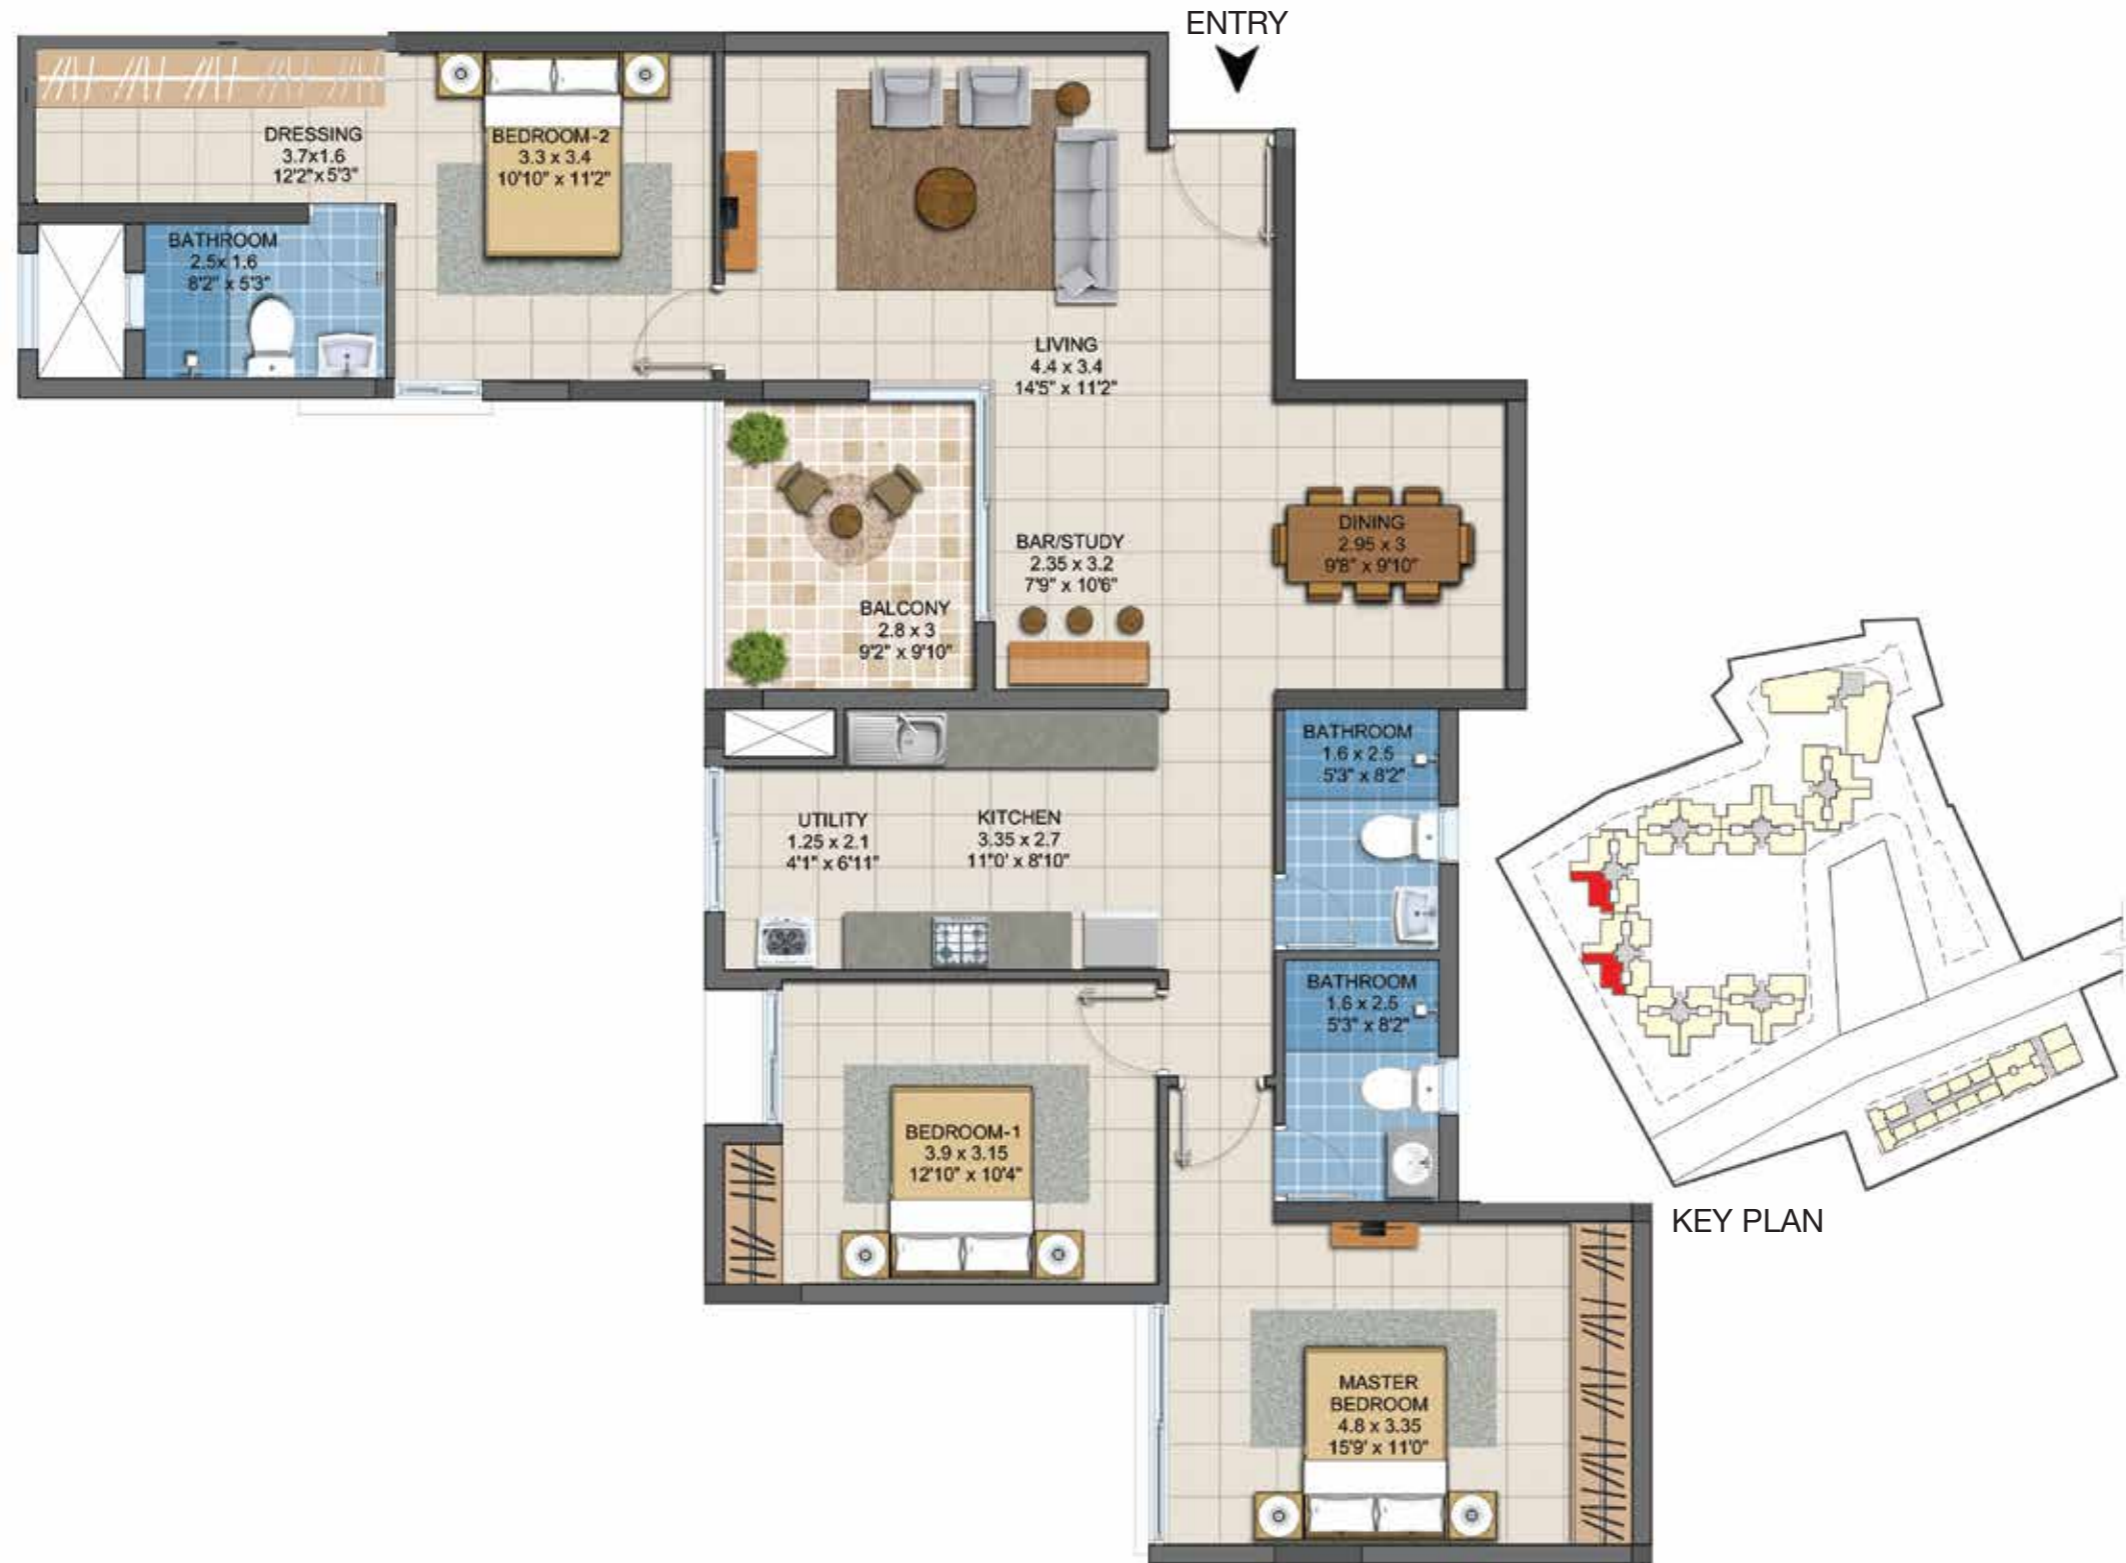 ENTRY
DRESSING
3.7x1.6
12'2"x 5'3"
BEDROOM-2
3.3 x 3.4
10'10" x 11'2"
BATHROOM
2.5x 1.6
8'2" x 5'3"
LIVING
4.4 x 3.4
14'5" x 11'2"
BAR/STUDY
2.35 x 3.2
7'9" x 10'6"
DINING
2.95 x 3
9'8" x 9'10"
BALCONY
2.8 x 3
9'2" x 9'10"
BATHROOM
1.6 x 2.5
5'3" x 8'2"
UTILITY
1.25 x 2.1
4'1" x 6'11"
KITCHEN
3.35 x 2.7
11"0' x 8'10"
BATHROOM
1.6 x 2.5
5'3" x 8'2"
BEDROOM-1
3.9 x 3.15
12'10" x 10'4"
KEY PLAN
MASTER
BEDROOM
4.8 x 3.35
15'9' x 11'0"